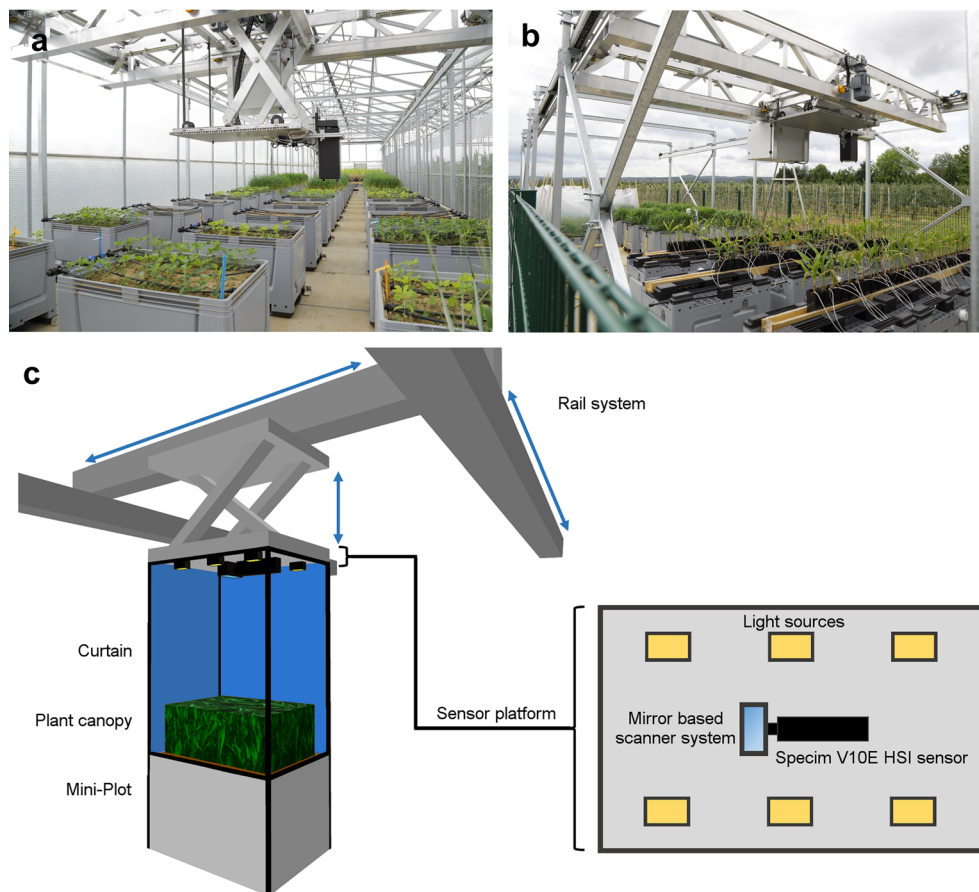 a
b
c
Rail system
Curtain
Plant canopy
Mini-Plot
Sensor platform
Light sources
Mirror based
scanner system
Specim V10E HSI sensor